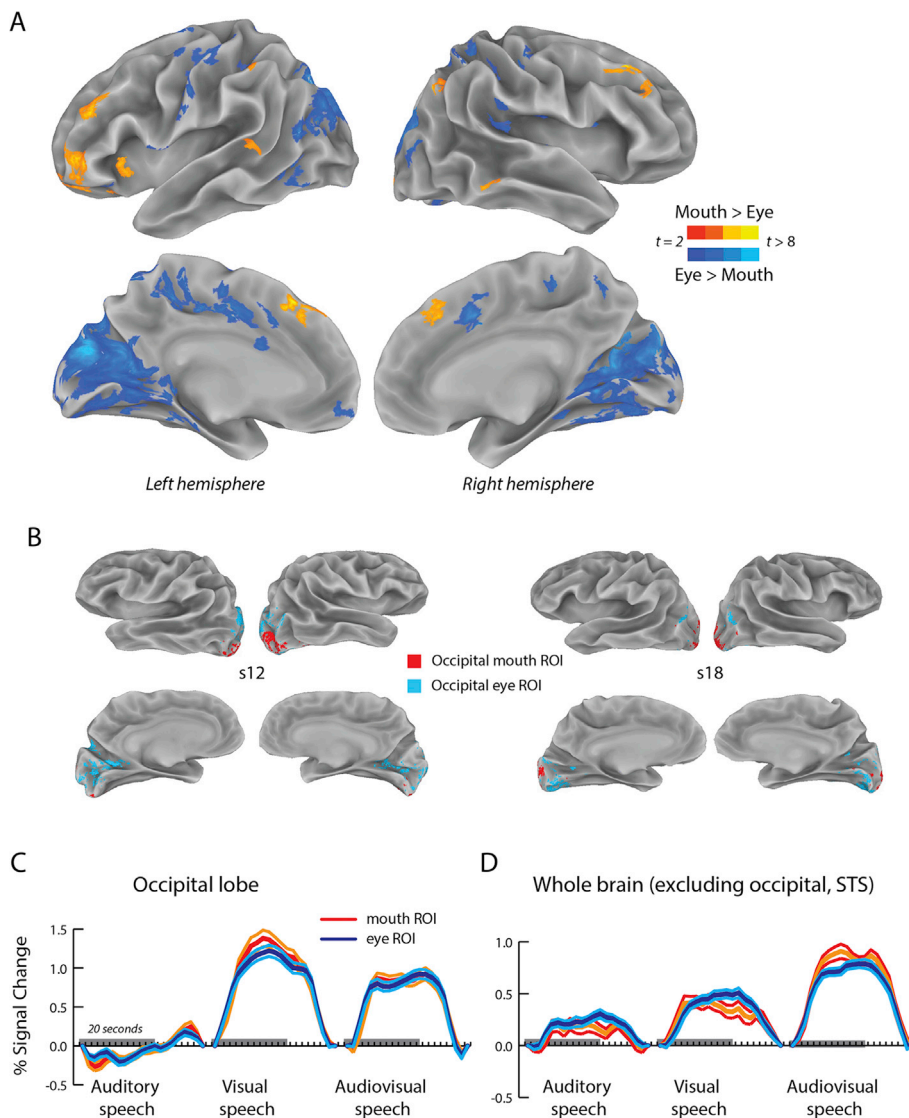 A
Mouth > Eye
t = 2
t > 8
Eye > Mouth
Left hemisphere
Right hemisphere
B
Occipital mouth ROI
s12
s18
Occipital eye ROI
C
D
Occipital lobe
Whole brain (excluding occipital, STS)
% Signal Change
1.5
1.0
0.5
0.0
-0.5
mouth ROI
eye ROI
20 seconds
Auditory
speech
Visual
speech
Audiovisual
speech
1.0
0.5
0.0
-0.5
Auditory
speech
Visual
speech
Audiovisual
speech